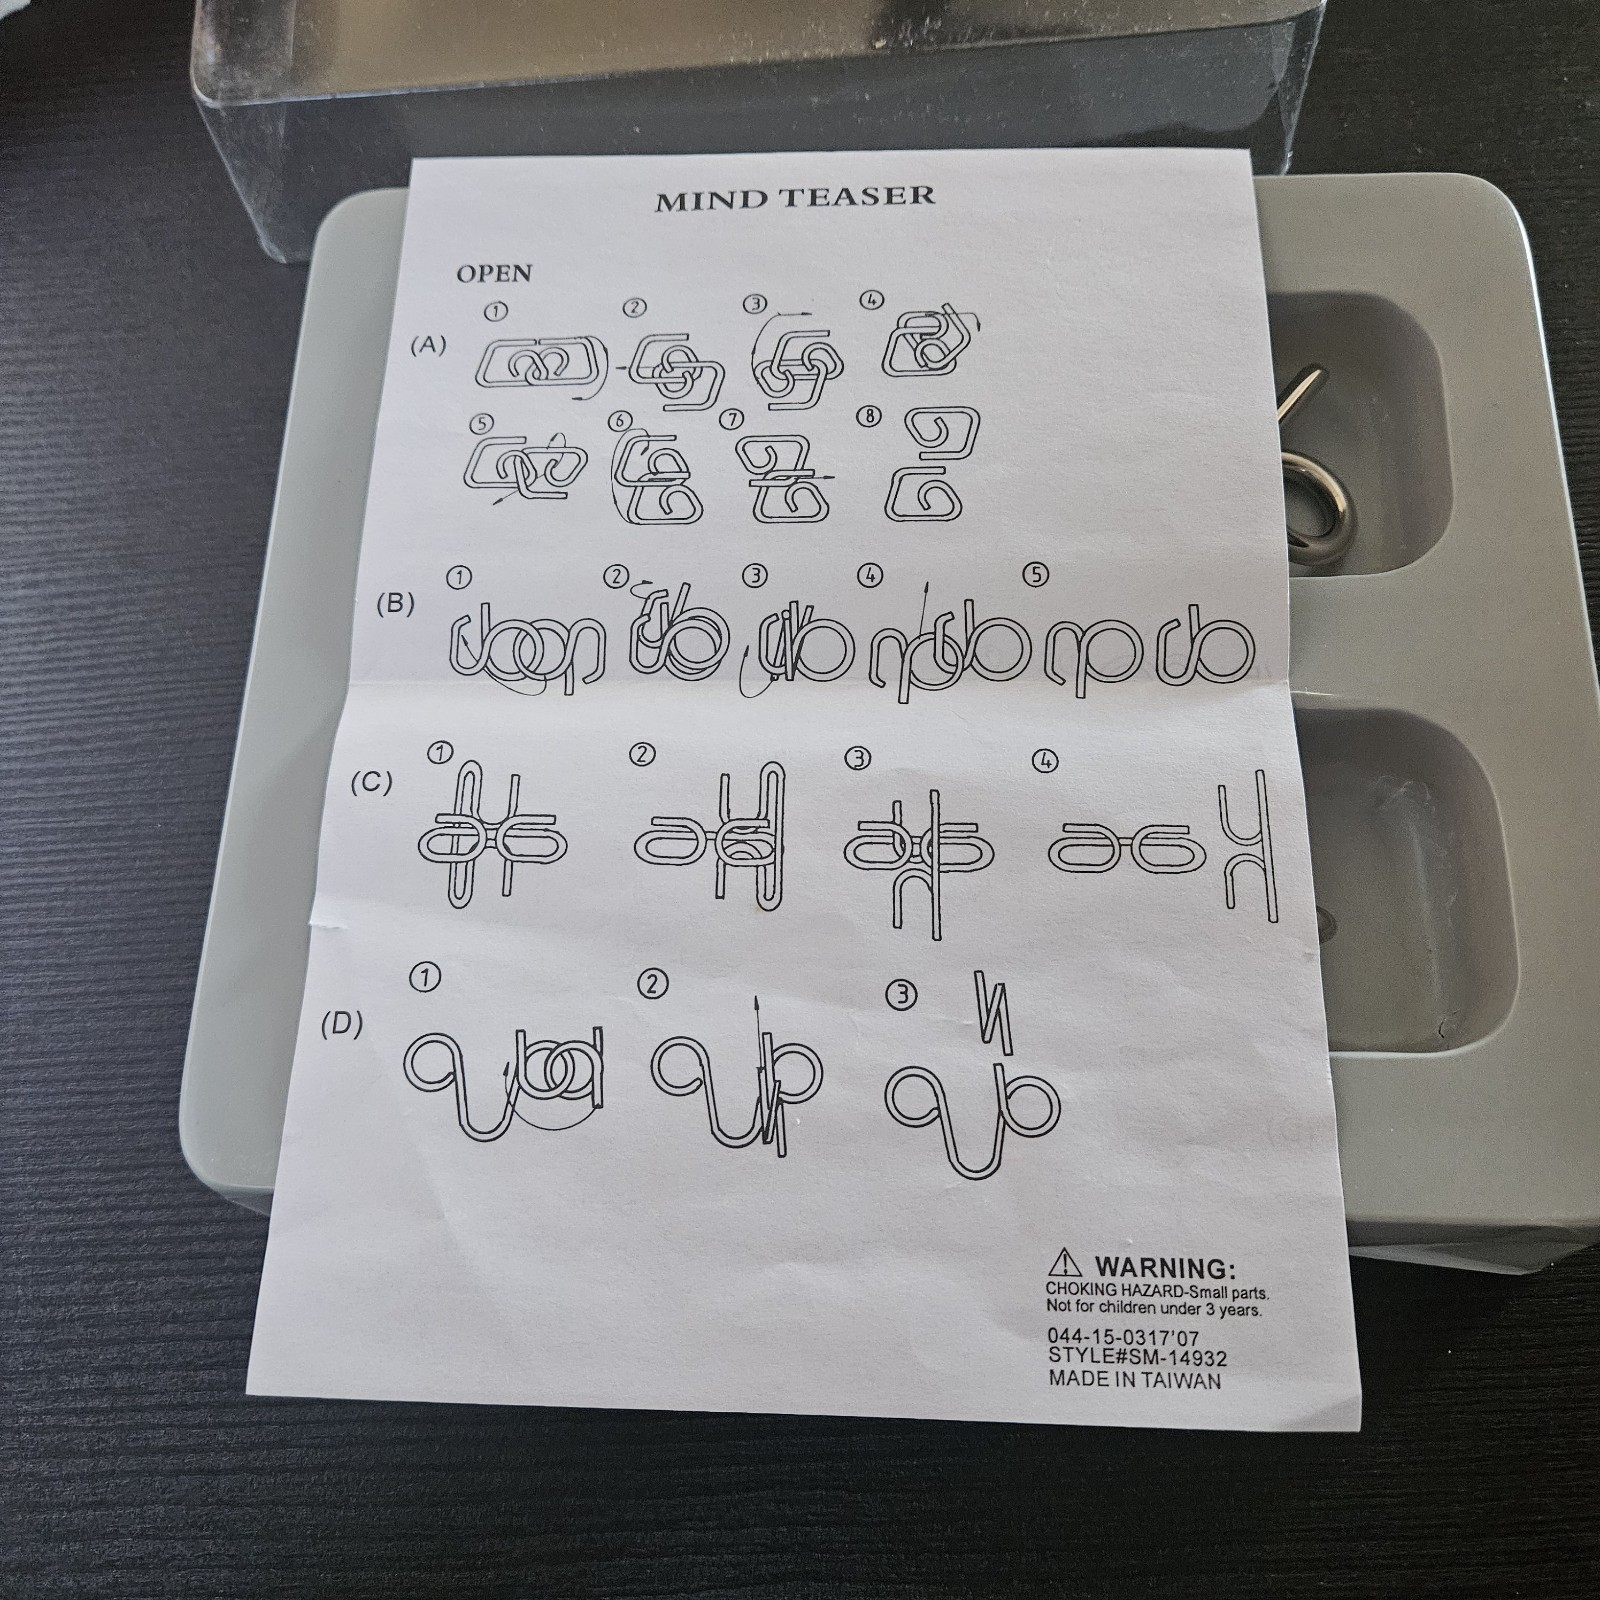 MIND TEASER
OPEN
(A)
① ② ③ ④
⑤ ⑥ ⑦ ⑧
(B)
① ② ③ ④ ⑤
(C)
① ② ③ ④
(D)
① ② ③
WARNING:
CHOKING HAZARD-Small parts.
Not for children under 3 years.
044-15-0317'07
STYLE#SM-14932
MADE IN TAIWAN